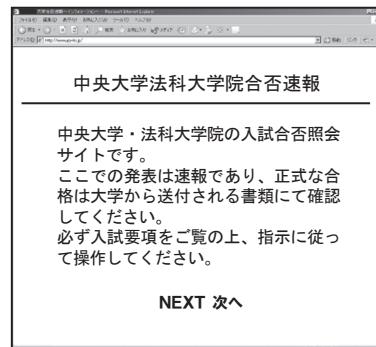 中央大学法科大学院合否速報
中央大学・法科大学院の入試合否照会
サイトです。
ここでの発表は速報であり、正式な合
格は大学から送付される書類にて確認
してください。
必ず入試要項をご覧の上、指示に従っ
て操作してください。
NEXT 次へ